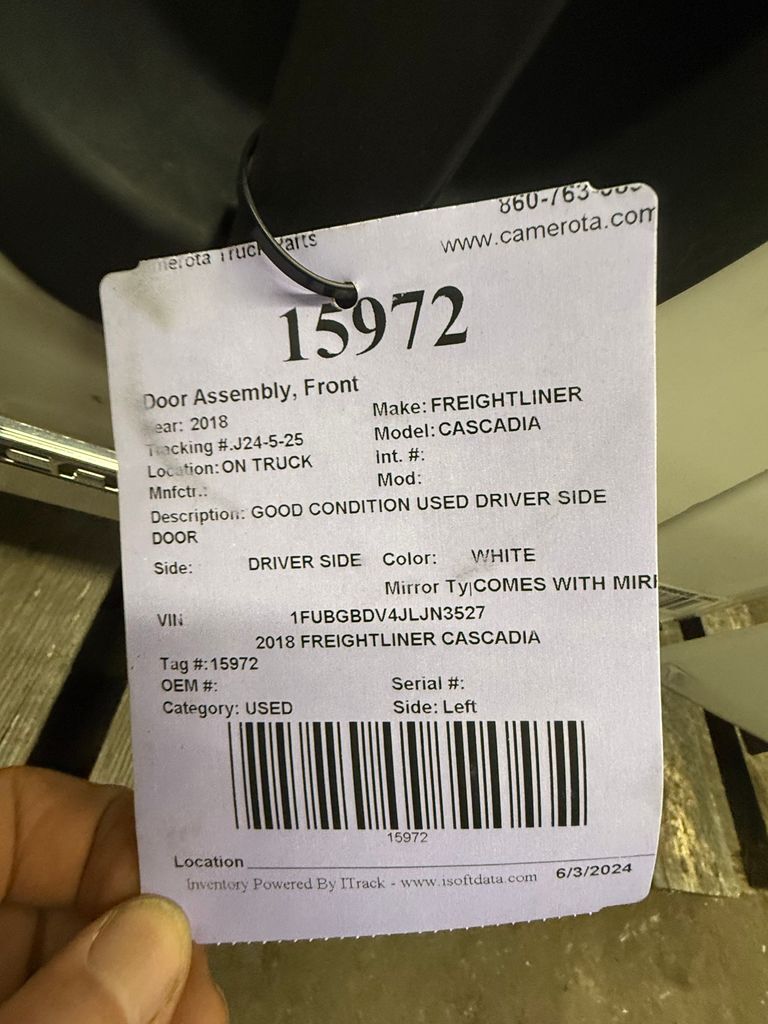 860-763-
Truck Parts www.camerota.com
15972
Door Assembly, Front
ear: 2018 Make: FREIGHTLINER
Tracking #.J24-5-25 Model: CASCADIA
Location: ON TRUCK Int. #:
Mnfctr.: Mod:
Description: GOOD CONDITION USED DRIVER SIDE
DOOR
Side: DRIVER SIDE Color: WHITE
Mirror Ty COMES WITH MIRI
VIN 1FUBGBDV4JLJN3527
2018 FREIGHTLINER CASCADIA
Tag #:15972
OEM #: Serial #:
Category: USED Side: Left
15972
Location
Inventory Powered By ITrack - www.isoftdata.com 6/3/2024